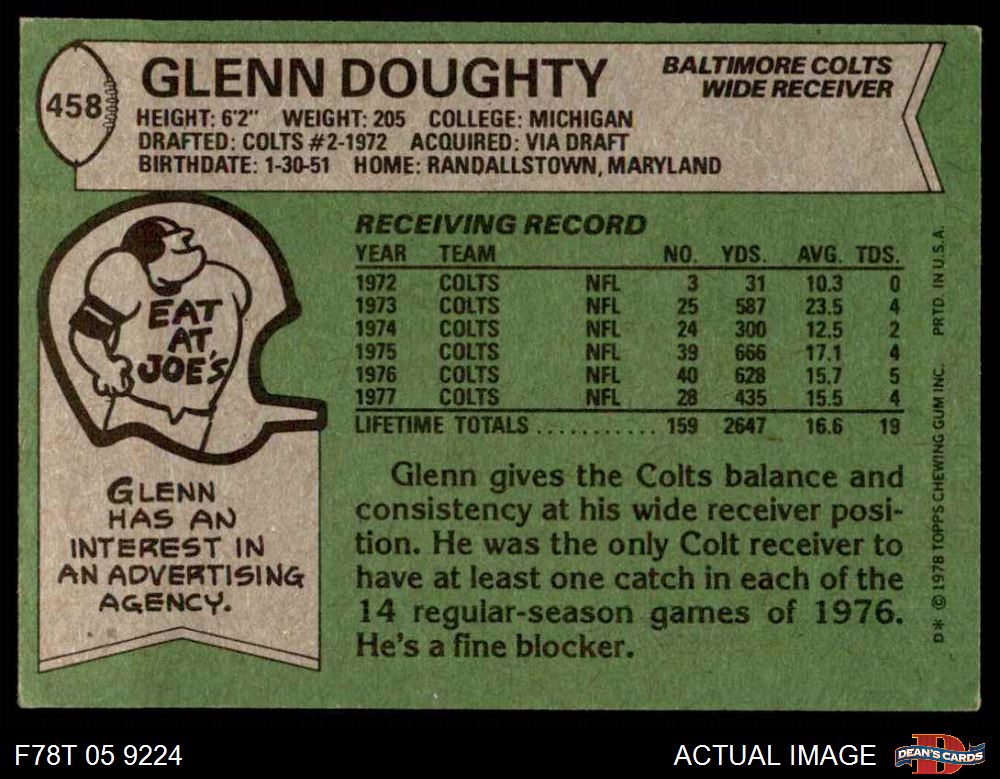 458
GLENN DOUGHTY
BALTIMORE COLTS
WIDE RECEIVER
HEIGHT: 6'2" WEIGHT: 205 COLLEGE: MICHIGAN
DRAFTED: COLTS #2-1972 ACQUIRED: VIA DRAFT
BIRTHDATE: 1-30-51 HOME: RANDALLSTOWN, MARYLAND
EAT
AT
JOE'S
GLENN
HAS AN
INTEREST IN
AN ADVERTISING
AGENCY.
RECEIVING RECORD
YEAR TEAM NO. YDS. AVG. TDS.
1972 COLTS NFL 3 31 10.3 0
1973 COLTS NFL 25 587 23.5 4
1974 COLTS NFL 24 300 12.5 2
1975 COLTS NFL 39 666 17.1 4
1976 COLTS NFL 40 628 15.7 5
1977 COLTS NFL 28 435 15.5 4
LIFETIME TOTALS ........... 159 2647 16.6 19
Glenn gives the Colts balance and
consistency at his wide receiver posi-
tion. He was the only Colt receiver to
have at least one catch in each of the
14 regular-season games of 1976.
He's a fine blocker.
D* © 1978 TOPPS CHEWING GUM INC. PRTD. IN U.S.A.
F78T 05 9224
ACTUAL IMAGE
DEAN'S CARDS